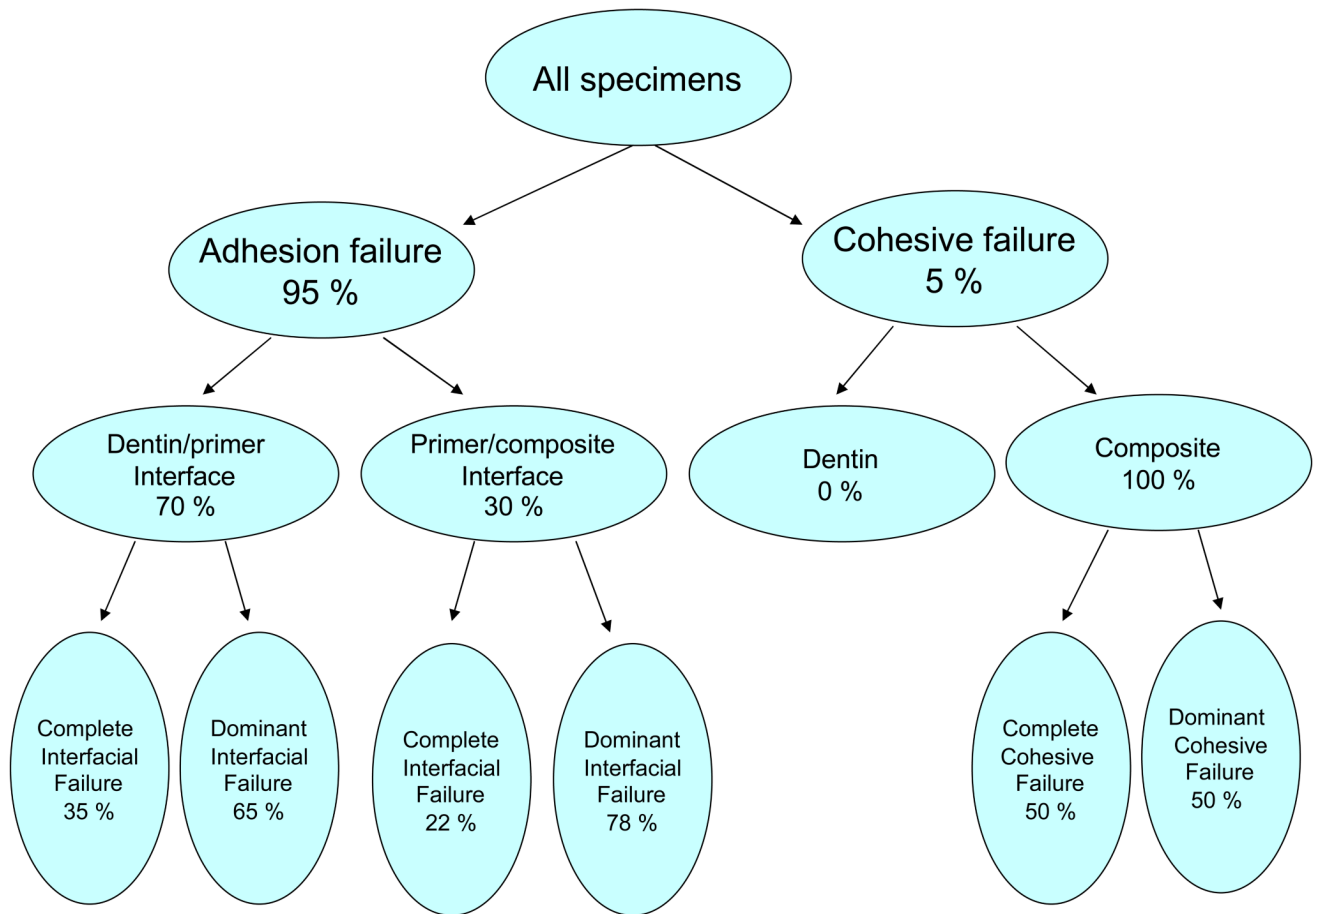 All specimens
Adhesion failure
95 %
Cohesive failure
5 %
Dentin/primer
Interface
70 %
Primer/composite
Interface
30 %
Dentin
0 %
Composite
100 %
Complete
Interfacial
Failure
35 %
Dominant
Interfacial
Failure
65 %
Complete
Interfacial
Failure
22 %
Dominant
Interfacial
Failure
78 %
Complete
Cohesive
Failure
50 %
Dominant
Cohesive
Failure
50 %